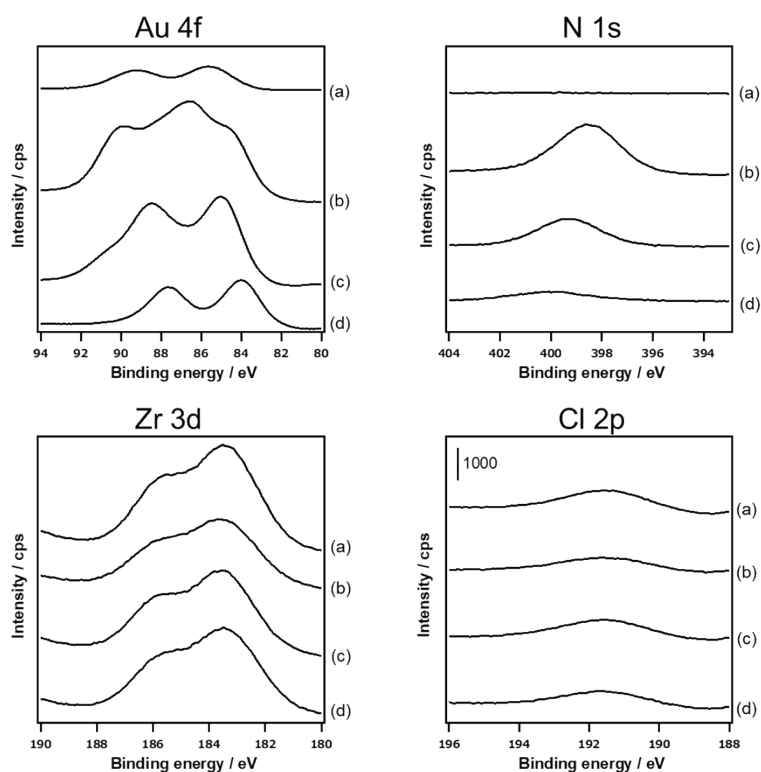 Au 4f
Intensity / cps
(a)
(b)
(c)
(d)
94 92 90 88 86 84 82 80
Binding energy / eV
N 1s
Intensity / cps
(a)
(b)
(c)
(d)
404 402 400 398 396 394
Binding energy / eV
Zr 3d
Intensity / cps
(a)
(b)
(c)
(d)
190 188 186 184 182 180
Binding energy / eV
Cl 2p
1000
Intensity / cps
(a)
(b)
(c)
(d)
196 194 192 190 188
Binding energy / eV